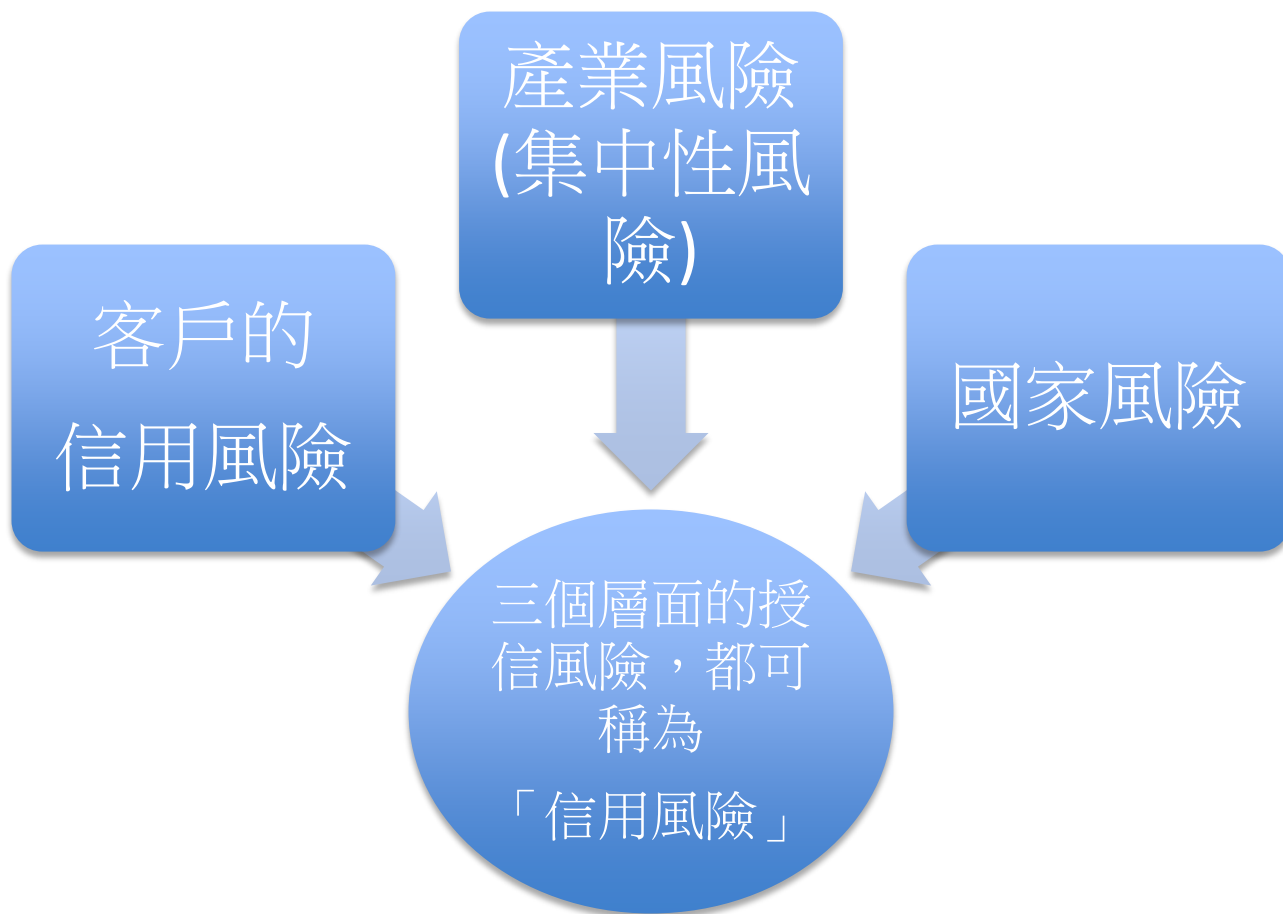 產業風險
(集中性風
險)
客戶的
信用風險
國家風險
三個層面的授
信風險，都可
稱為
「信用風險」